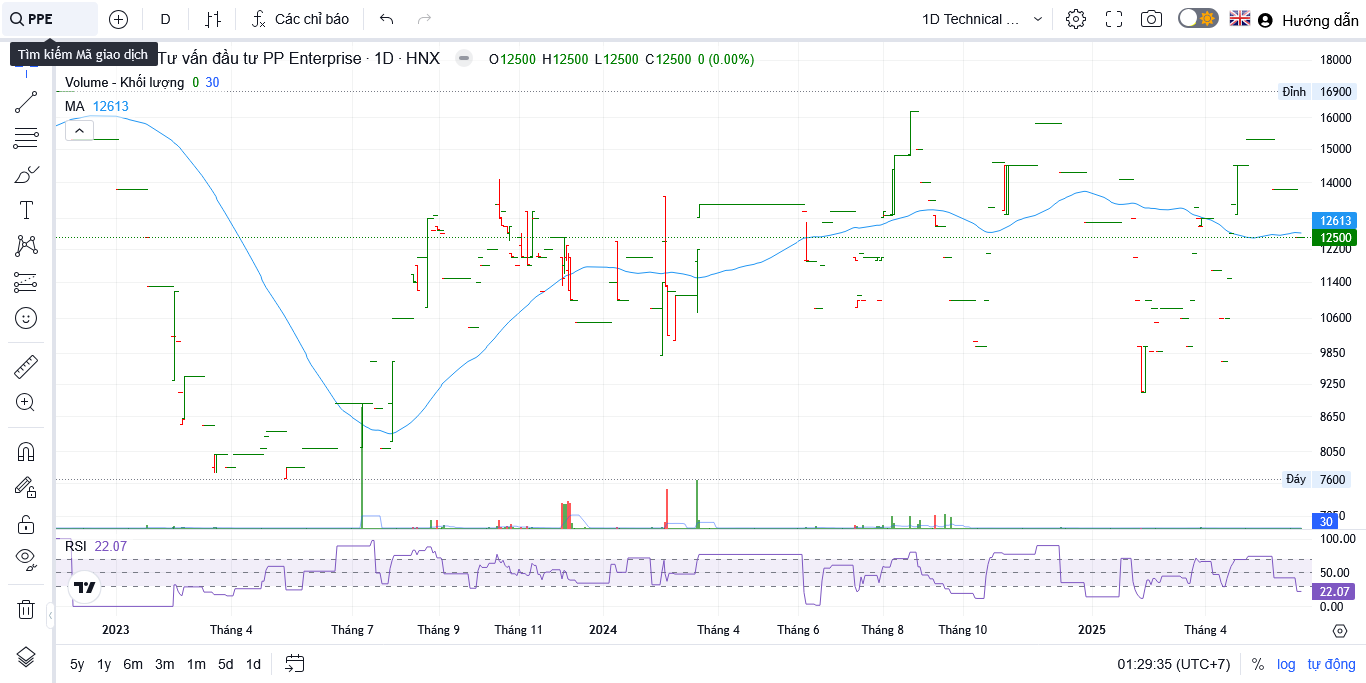 PPE D Các chỉ báo 1D Technical ... Hướng dẫn
Tìm kiếm Mã giao dịch
Tư vấn đầu tư PP Enterprise · 1D · HNX O12500 H12500 L12500 C12500 0 (0.00%)
Volume - Khối lượng 0 30
MA 12613
18000
Đỉnh 16900
16000
15000
14000
12613
12500
12200
11400
10600
9850
9250
8650
8050
Đáy 7600
30
RSI 22.07
100.00
50.00
22.07
0.00
2023 Tháng 4 Tháng 7 Tháng 9 Tháng 11 2024 Tháng 4 Tháng 6 Tháng 8 Tháng 10 2025 Tháng 4
5y 1y 6m 3m 1m 5d 1d 01:29:35 (UTC+7) % log tự động